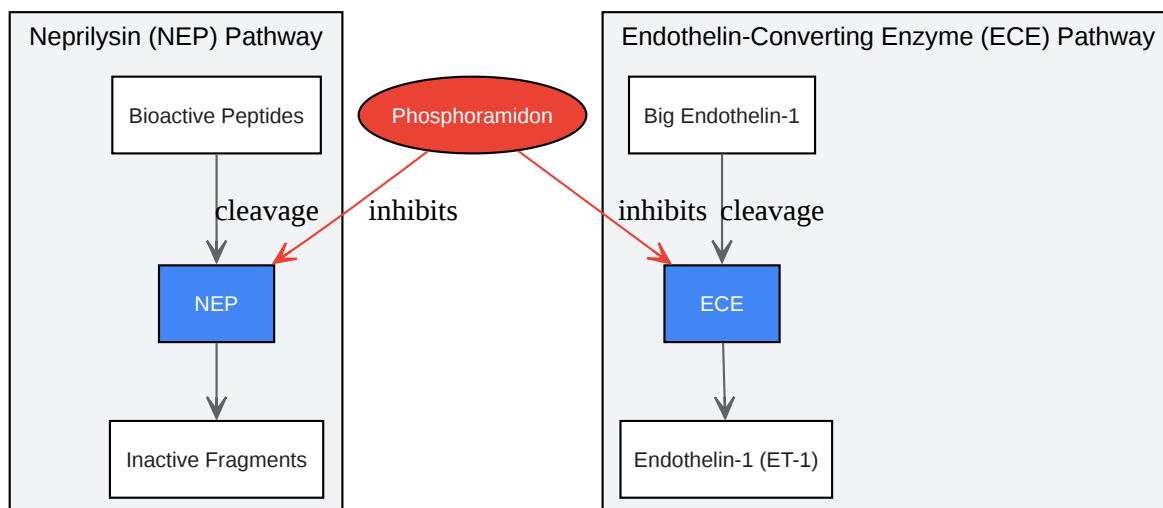 Neprilysin (NEP) Pathway
Endothelin-Converting Enzyme (ECE) Pathway
Bioactive Peptides
Phosphoramidon
Big Endothelin-1
cleavage
inhibits
inhibits
cleavage
NEP
ECE
Inactive Fragments
Endothelin-1 (ET-1)